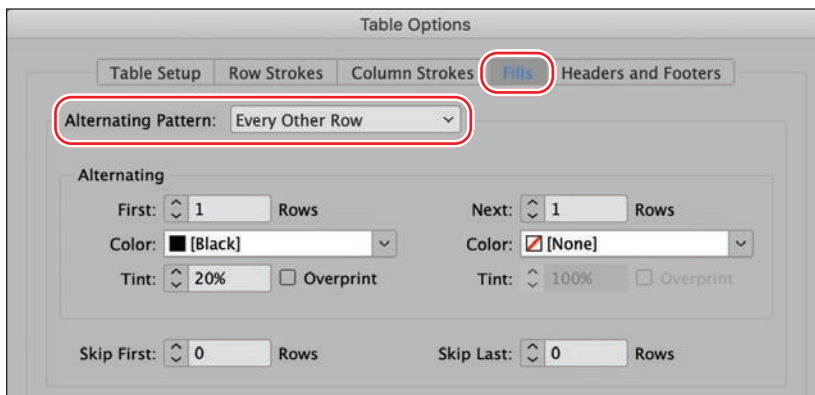 Table Options
Table Setup Row Strokes Column Strokes Fills Headers and Footers
Alternating Pattern: Every Other Row
Alternating
First: 1 Rows Next: 1 Rows
Color: [Black] Color: [None]
Tint: 20% Overprint Tint: 100% Overprint
Skip First: 0 Rows Skip Last: 0 Rows